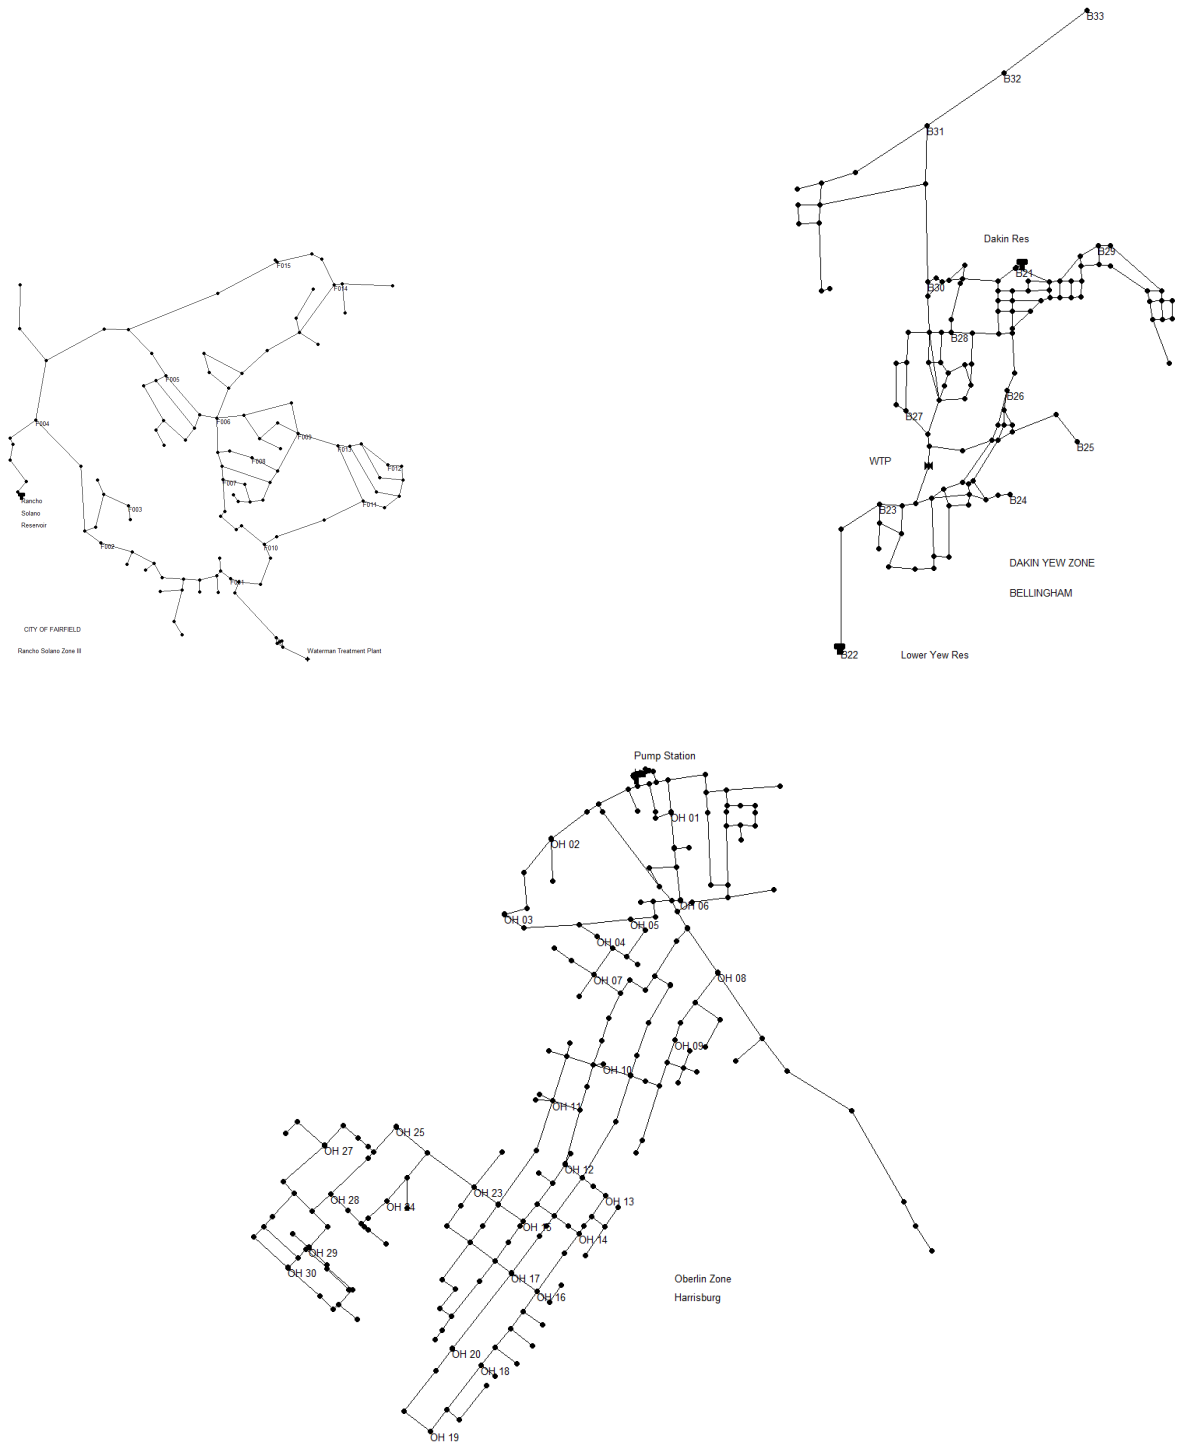 B33
B32
B31
Dakin Res
B29
F015
B21
F014
B30
B28
F005
B26
B27
F004
F006
F009
F013
B25
F008
WTP
F012
F007
Rancho
Solano
Reservoir
F003
F011
B24
B23
F002
F010
DAKIN YEW ZONE
F001
BELLINGHAM
CITY OF FAIRFIELD
Rancho Solano Zone III
Waterman Treatment Plant
B22
Lower Yew Res
Pump Station
OH 01
OH 02
OH 06
OH 03
OH 05
OH 04
OH 07
OH 08
OH 09
OH 10
OH 11
OH 25
OH 27
OH 12
OH 23
OH 28
OH 24
OH 13
OH 15
OH 14
OH 29
OH 30
OH 17
Oberlin Zone
OH 16
Harrisburg
OH 20
OH 18
OH 19